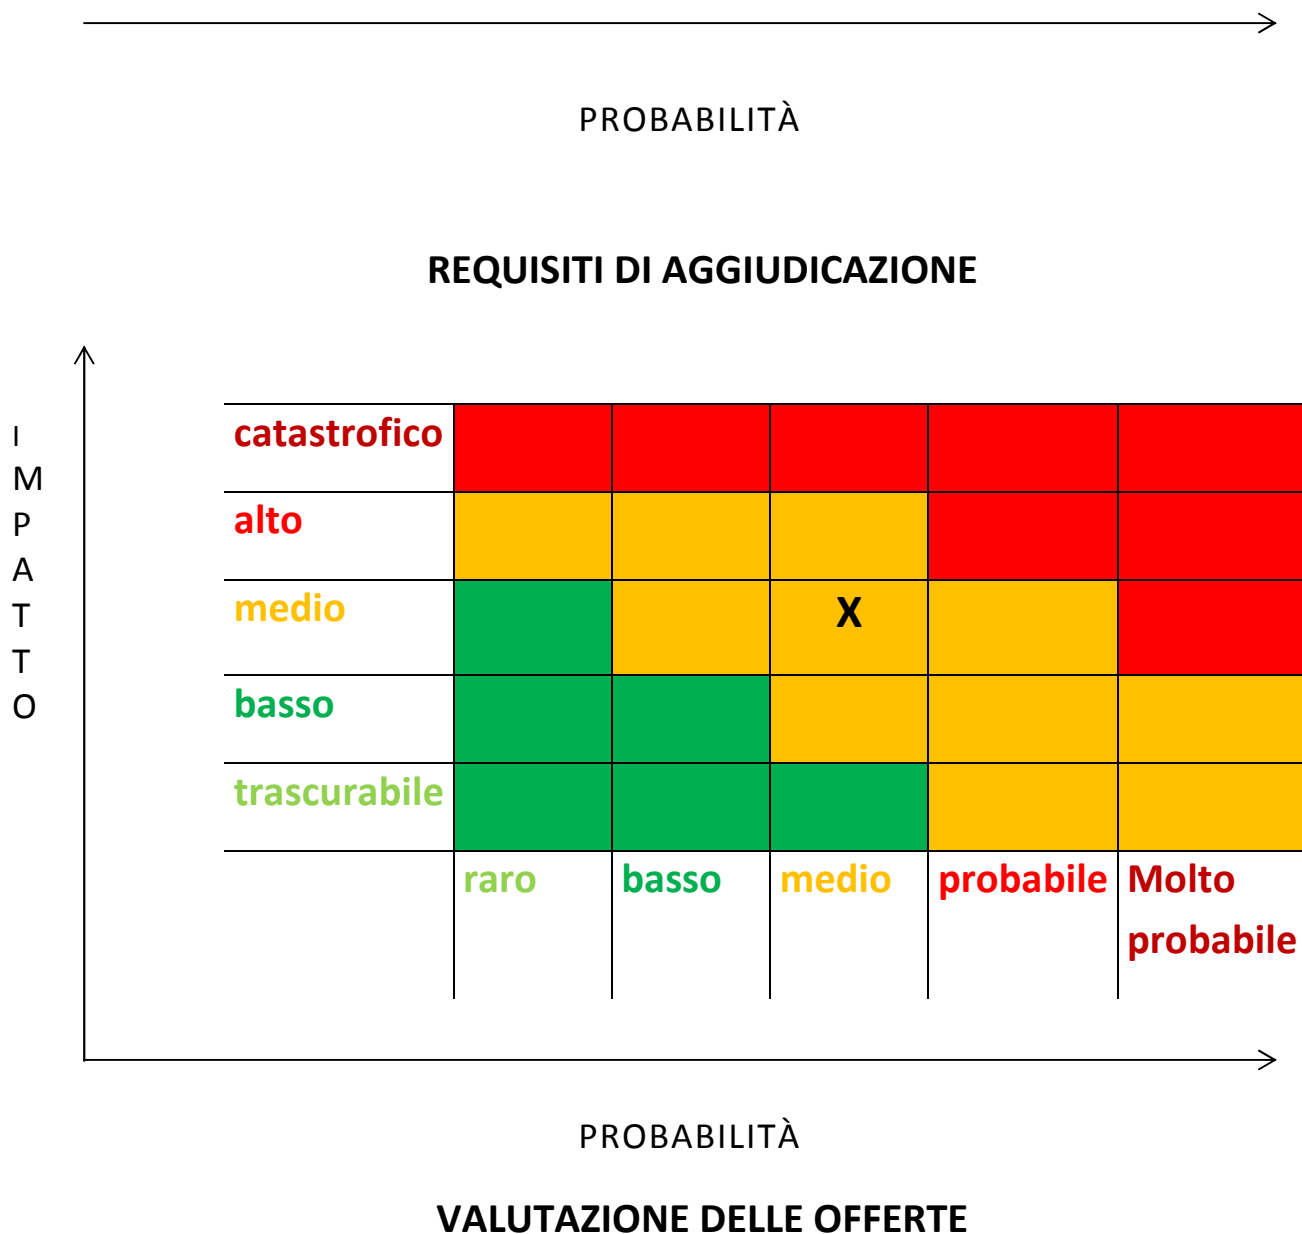 PROBABILITÀ
REQUISITI DI AGGIUDICAZIONE
I
M
P
A
T
T
O
catastrofico
alto
medio
X
basso
trascurabile
raro
basso
medio
probabile
Molto
probabile
PROBABILITÀ
VALUTAZIONE DELLE OFFERTE